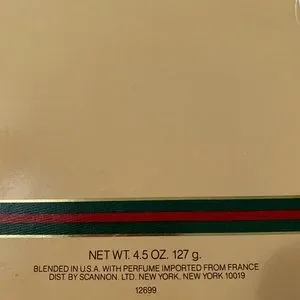 NET WT. 4.5 OZ. 127 g.
BLENDED IN U.S.A. WITH PERFUME IMPORTED FROM FRANCE
DIST. BY SCANNON. LTD. NEW YORK, NEW YORK 10019
12699